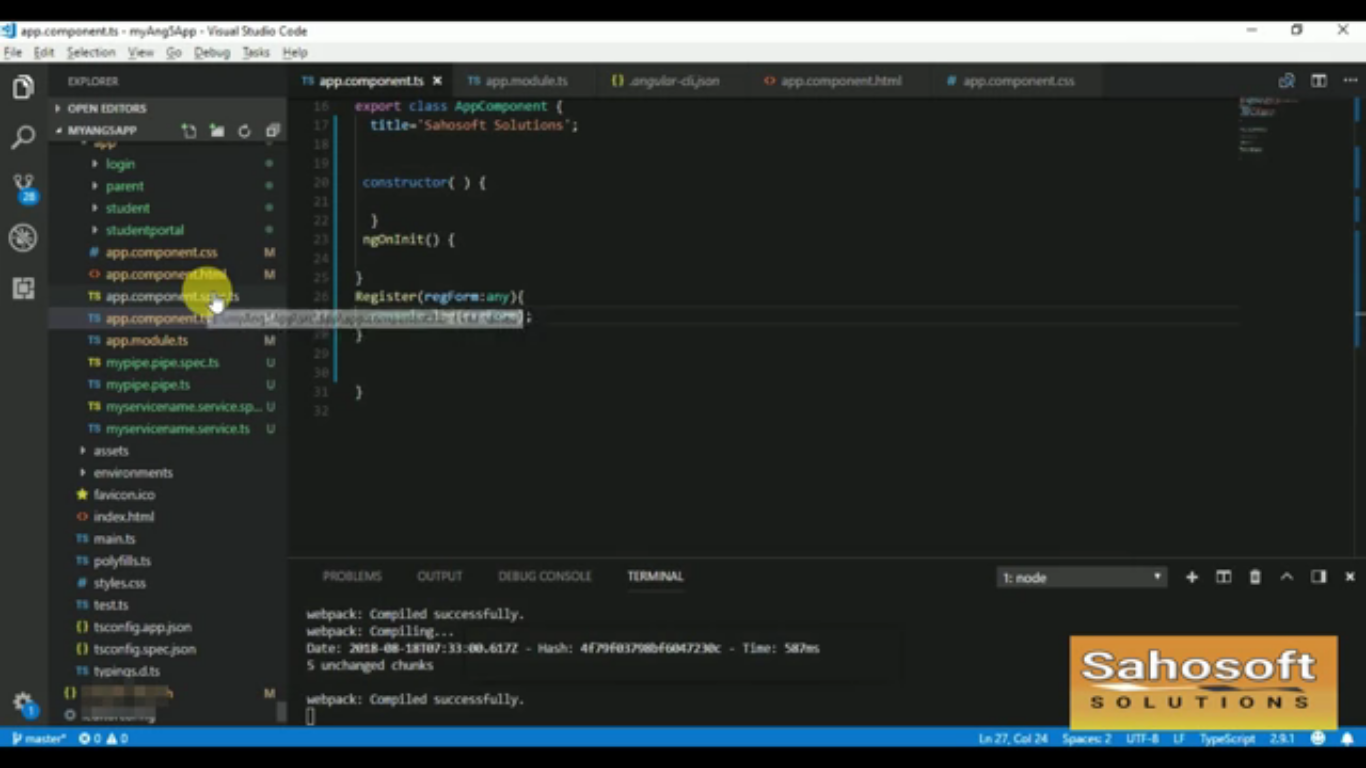 app.component.ts - myAng5App - Visual Studio Code
File Edit Selection View Go Debug Tasks Help
EXPLORER
app.component.ts
app.module.ts
.angular-cli.json
app.component.html
app.component.css
OPEN EDITORS
MYANG5APP
app
login
parent
student
studentportal
app.component.css M
app.component.html M
app.component.spec.ts
app.component.ts
app.module.ts M
mypipe.pipe.spec.ts U
mypipe.pipe.ts U
myservicename.service.sp... U
myservicename.service.ts U
assets
environments
favicon.ico
index.html
main.ts
polyfills.ts
styles.css
test.ts
tsconfig.app.json
tsconfig.spec.json
typings.d.ts
M
28
1
16 export class AppComponent {
17 title='Sahosoft Solutions';
18
19
20 constructor( ) {
21
22 }
23 ngOnInit() {
24
25 }
26 Register(regform:any){
);
}
29
30
31 }
32
PROBLEMS OUTPUT DEBUG CONSOLE TERMINAL 1: node
webpack: Compiled successfully.
webpack: Compiling...
Date: 2018-08-18T07:33:00.617Z - Hash: 4f79f03798bf6047230c - Time: 587ms
5 unchanged chunks
webpack: Compiled successfully.
Sahosoft
SOLUTIONS
master* 0 0 Ln 27, Col 24 Spaces: 2 UTF-8 LF TypeScript 2.9.1